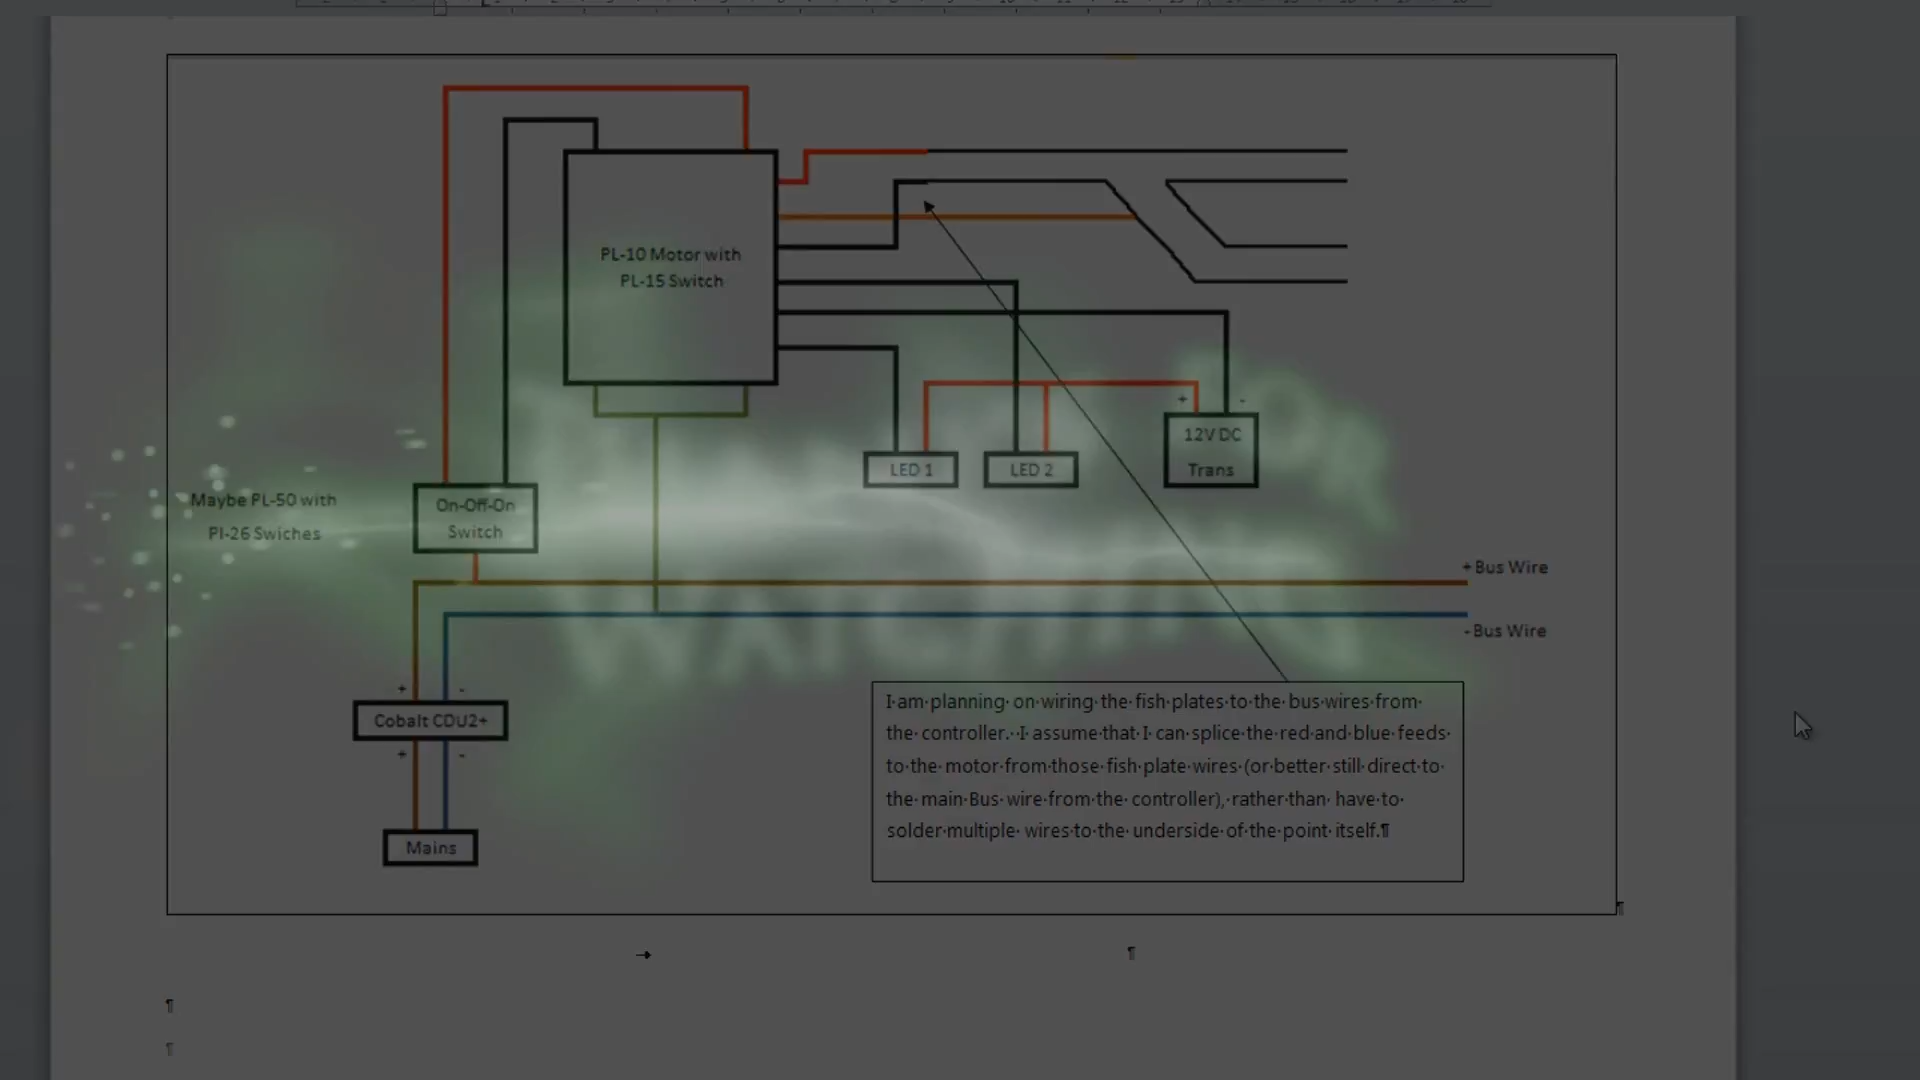 PL-10 Motor with
PL-15 Switch
+ -
12V DC
Trans
LED 1
LED 2
Maybe PL-50 with
PI-26 Swiches
On-Off-On
Switch
+ Bus Wire
- Bus Wire
+ -
Cobalt CDU2+
+ -
Mains
I am planning on wiring the fish plates to the bus wires from
the controller. I assume that I can splice the red and blue feeds
to the motor from those fish plate wires (or better still direct to
the main Bus wire from the controller), rather than have to
solder multiple wires to the underside of the point itself.¶
FOR
WATCHING